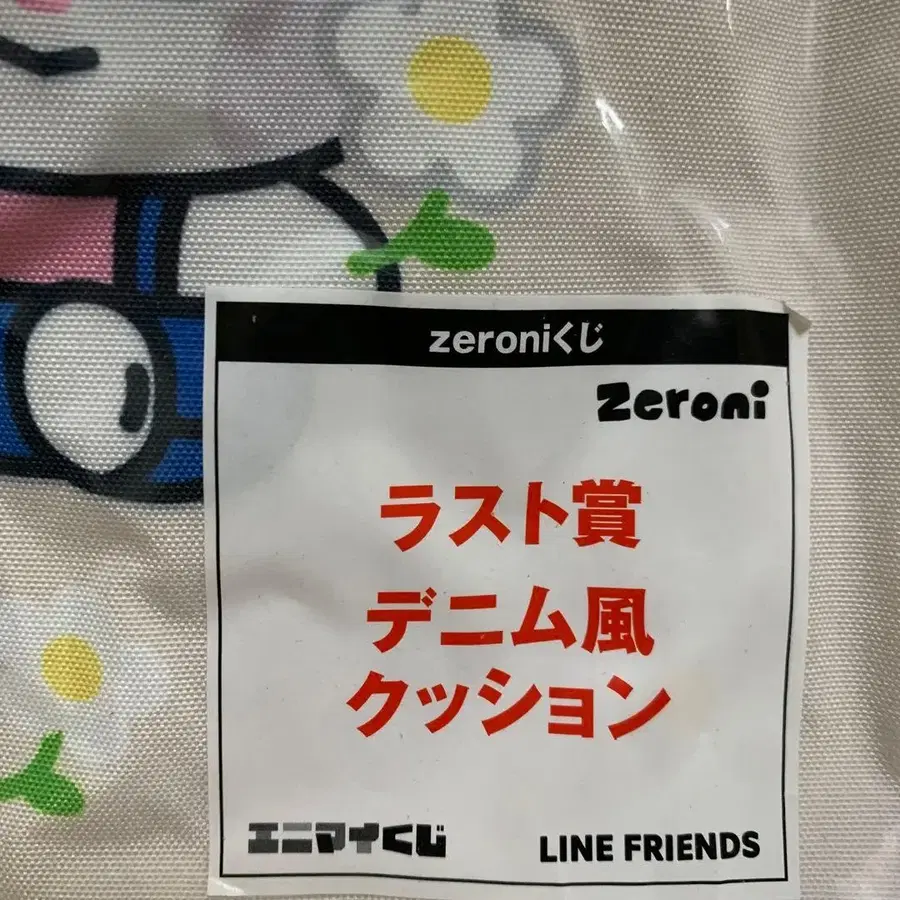 zeroniくじ
zeroni
ラスト賞
デニム風
クッション
エニマイくじ
LINE FRIENDS